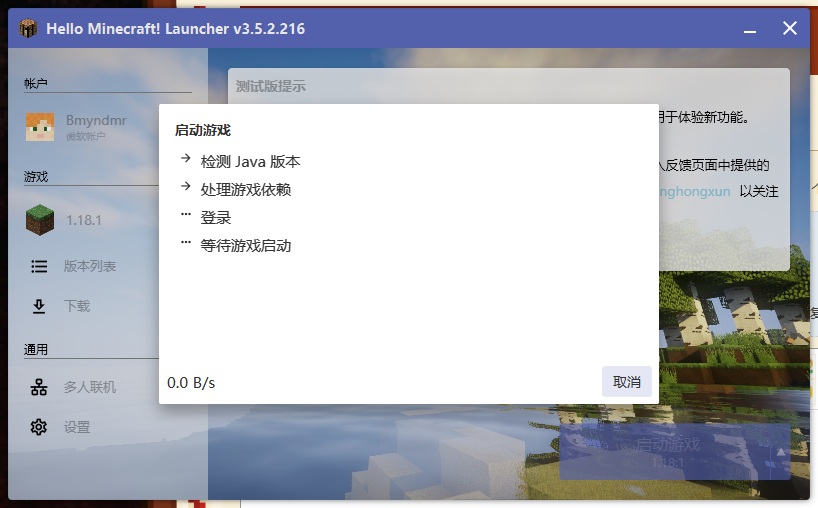 Hello Minecraft! Launcher v3.5.2.216
帐户
Bmyndmr
微软帐户
游戏
1.18.1
版本列表
下载
通用
多人联机
设置
测试版提示
用于体验新功能。
反馈页面中提供的
nghongxun 以关注
启动游戏
检测 Java 版本
处理游戏依赖
登录
等待游戏启动
0.0 B/s
取消
启动游戏
1.18.1